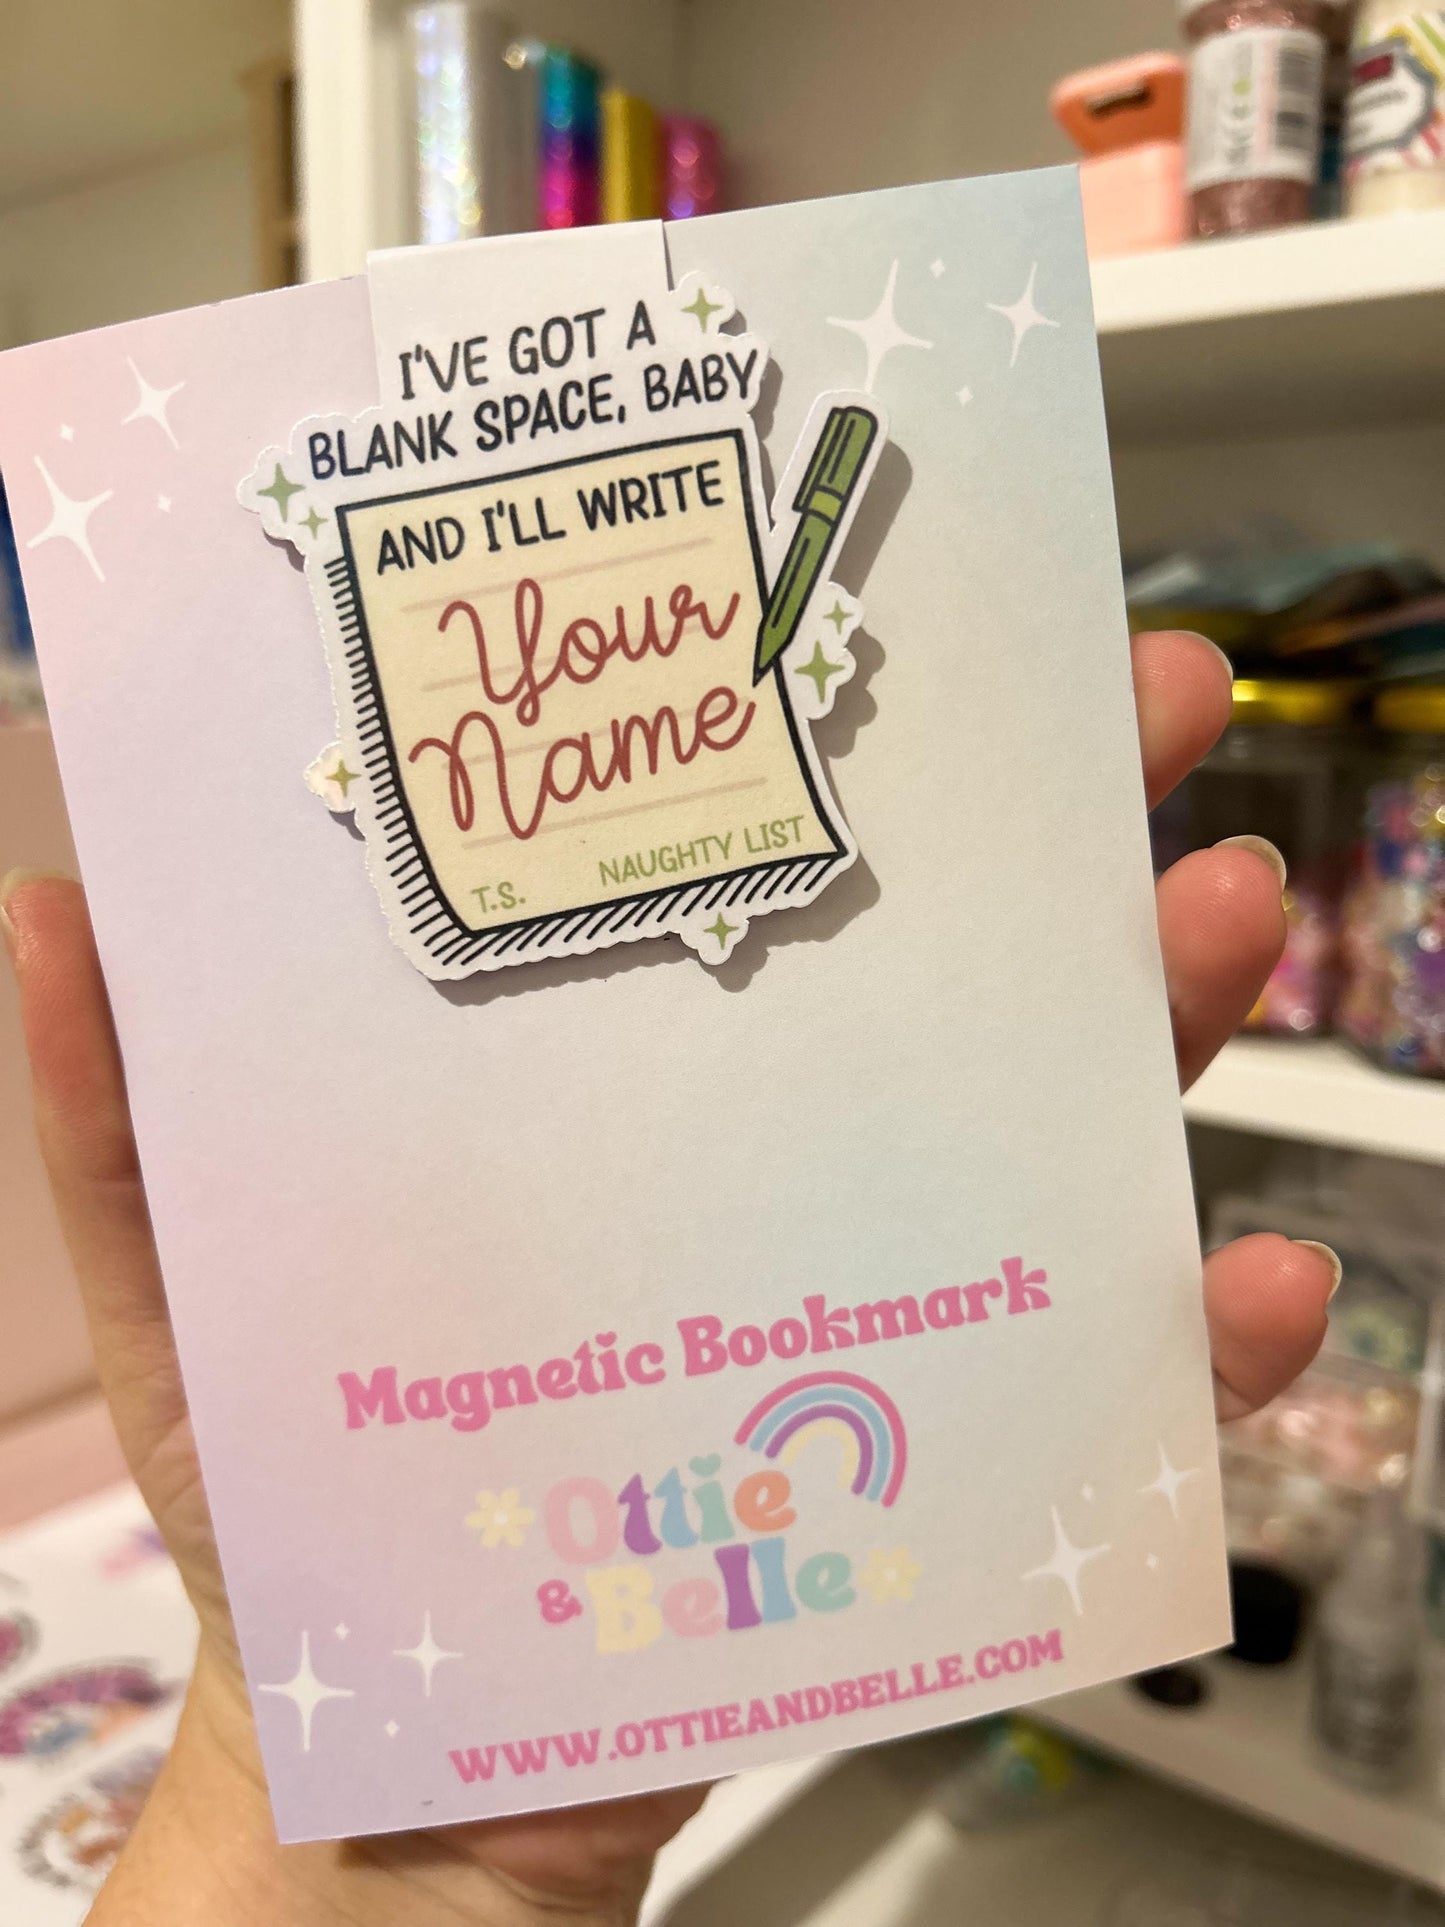 I'VE GOT A
BLANK SPACE, BABY
AND I'LL WRITE
Your
Name
T.S. NAUGHTY LIST
Magnetic Bookmark
Ottie
& Belle
WWW.OTTIEANDBELLE.COM